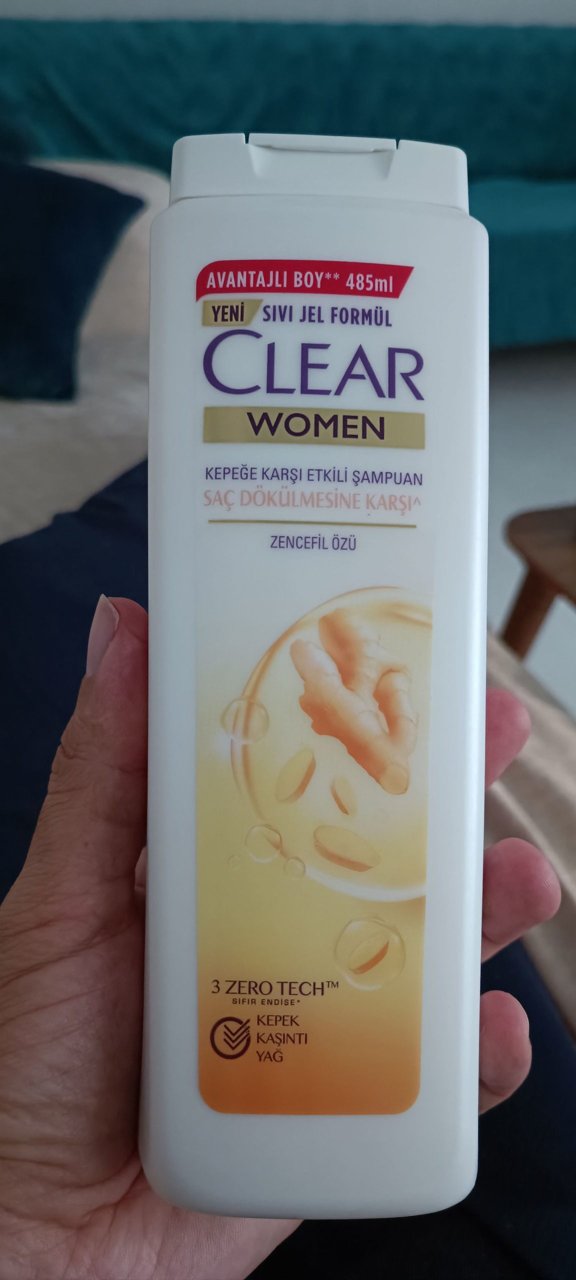 AVANTAJLI BOY** 485ml
YENİ SIVI JEL FORMÜL
CLEAR
WOMEN
KEPEĞE KARŞI ETKİLİ ŞAMPUAN
SAÇ DÖKÜLMESİNE KARŞI^
ZENCEFİL ÖZÜ
3 ZERO TECH™
SIFIR ENDİŞE*
KEPEK
KAŞINTI
YAĞ